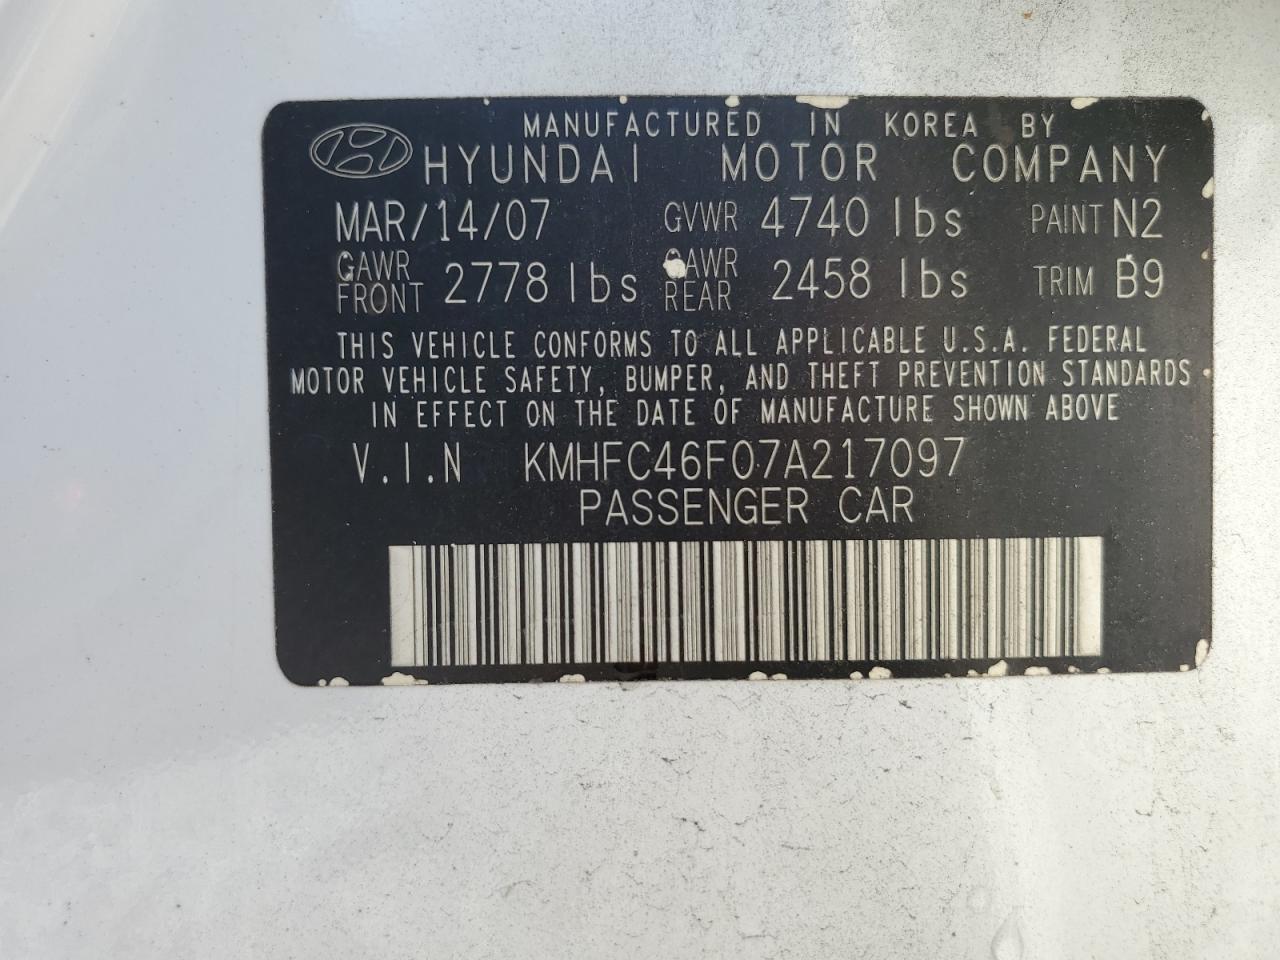 MANUFACTURED IN KOREA BY
HYUNDAI MOTOR COMPANY
MAR/14/07 GVWR 4740 lbs PAINT N2
GAWR FRONT 2778 lbs GAWR REAR 2458 lbs TRIM B9
THIS VEHICLE CONFORMS TO ALL APPLICABLE U.S.A. FEDERAL
MOTOR VEHICLE SAFETY, BUMPER, AND THEFT PREVENTION STANDARDS
IN EFFECT ON THE DATE OF MANUFACTURE SHOWN ABOVE
V.I.N KMHFC46F07A217097
PASSENGER CAR